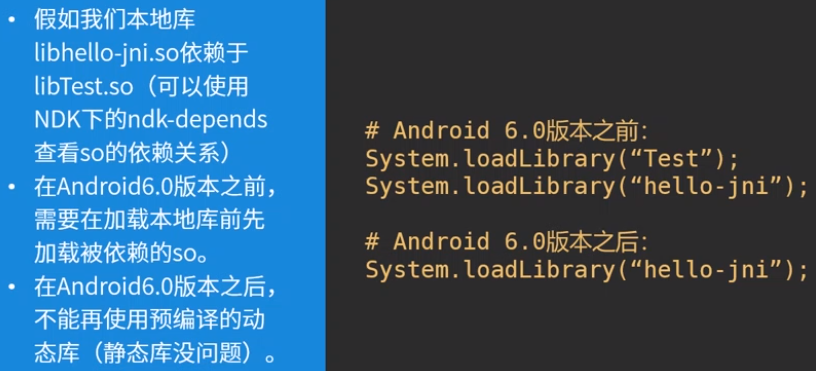 • 假如我们本地库
libhello-jni.so依赖于
libTest.so（可以使用
NDK下的ndk-depends
查看so的依赖关系）
• 在Android6.0版本之前，
需要在加载本地库前先
加载被依赖的so。
• 在Android6.0版本之后，
不能再使用预编译的动
态库（静态库没问题）。
# Android 6.0版本之前：
System.loadLibrary(“Test”);
System.loadLibrary(“hello-jni”);
# Android 6.0版本之后：
System.loadLibrary(“hello-jni”);